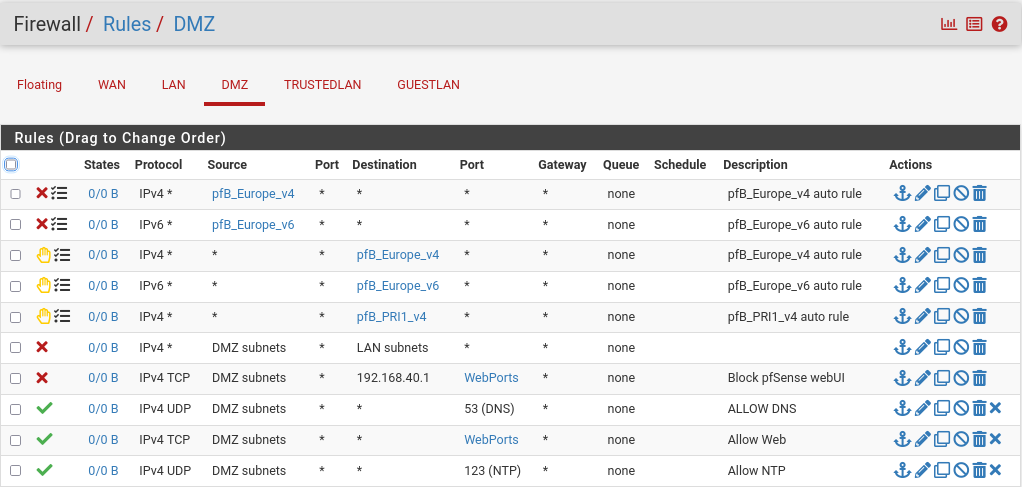 Firewall / Rules / DMZ
Floating WAN LAN DMZ TRUSTEDLAN GUESTLAN
Rules (Drag to Change Order)
States Protocol Source Port Destination Port Gateway Queue Schedule Description Actions
0/0 B IPv4 * pfB_Europe_v4 * * * * none pfB_Europe_v4 auto rule
0/0 B IPv6 * pfB_Europe_v6 * * * * none pfB_Europe_v6 auto rule
0/0 B IPv4 * * * pfB_Europe_v4 * * none pfB_Europe_v4 auto rule
0/0 B IPv6 * * * pfB_Europe_v6 * * none pfB_Europe_v6 auto rule
0/0 B IPv4 * * * pfB_PRI1_v4 * * none pfB_PRI1_v4 auto rule
0/0 B IPv4 * DMZ subnets * LAN subnets * * none
0/0 B IPv4 TCP DMZ subnets * 192.168.40.1 WebPorts * none Block pfSense webUI
0/0 B IPv4 UDP DMZ subnets * * 53 (DNS) * none ALLOW DNS
0/0 B IPv4 TCP DMZ subnets * * WebPorts * none Allow Web
0/0 B IPv4 UDP DMZ subnets * * 123 (NTP) * none Allow NTP